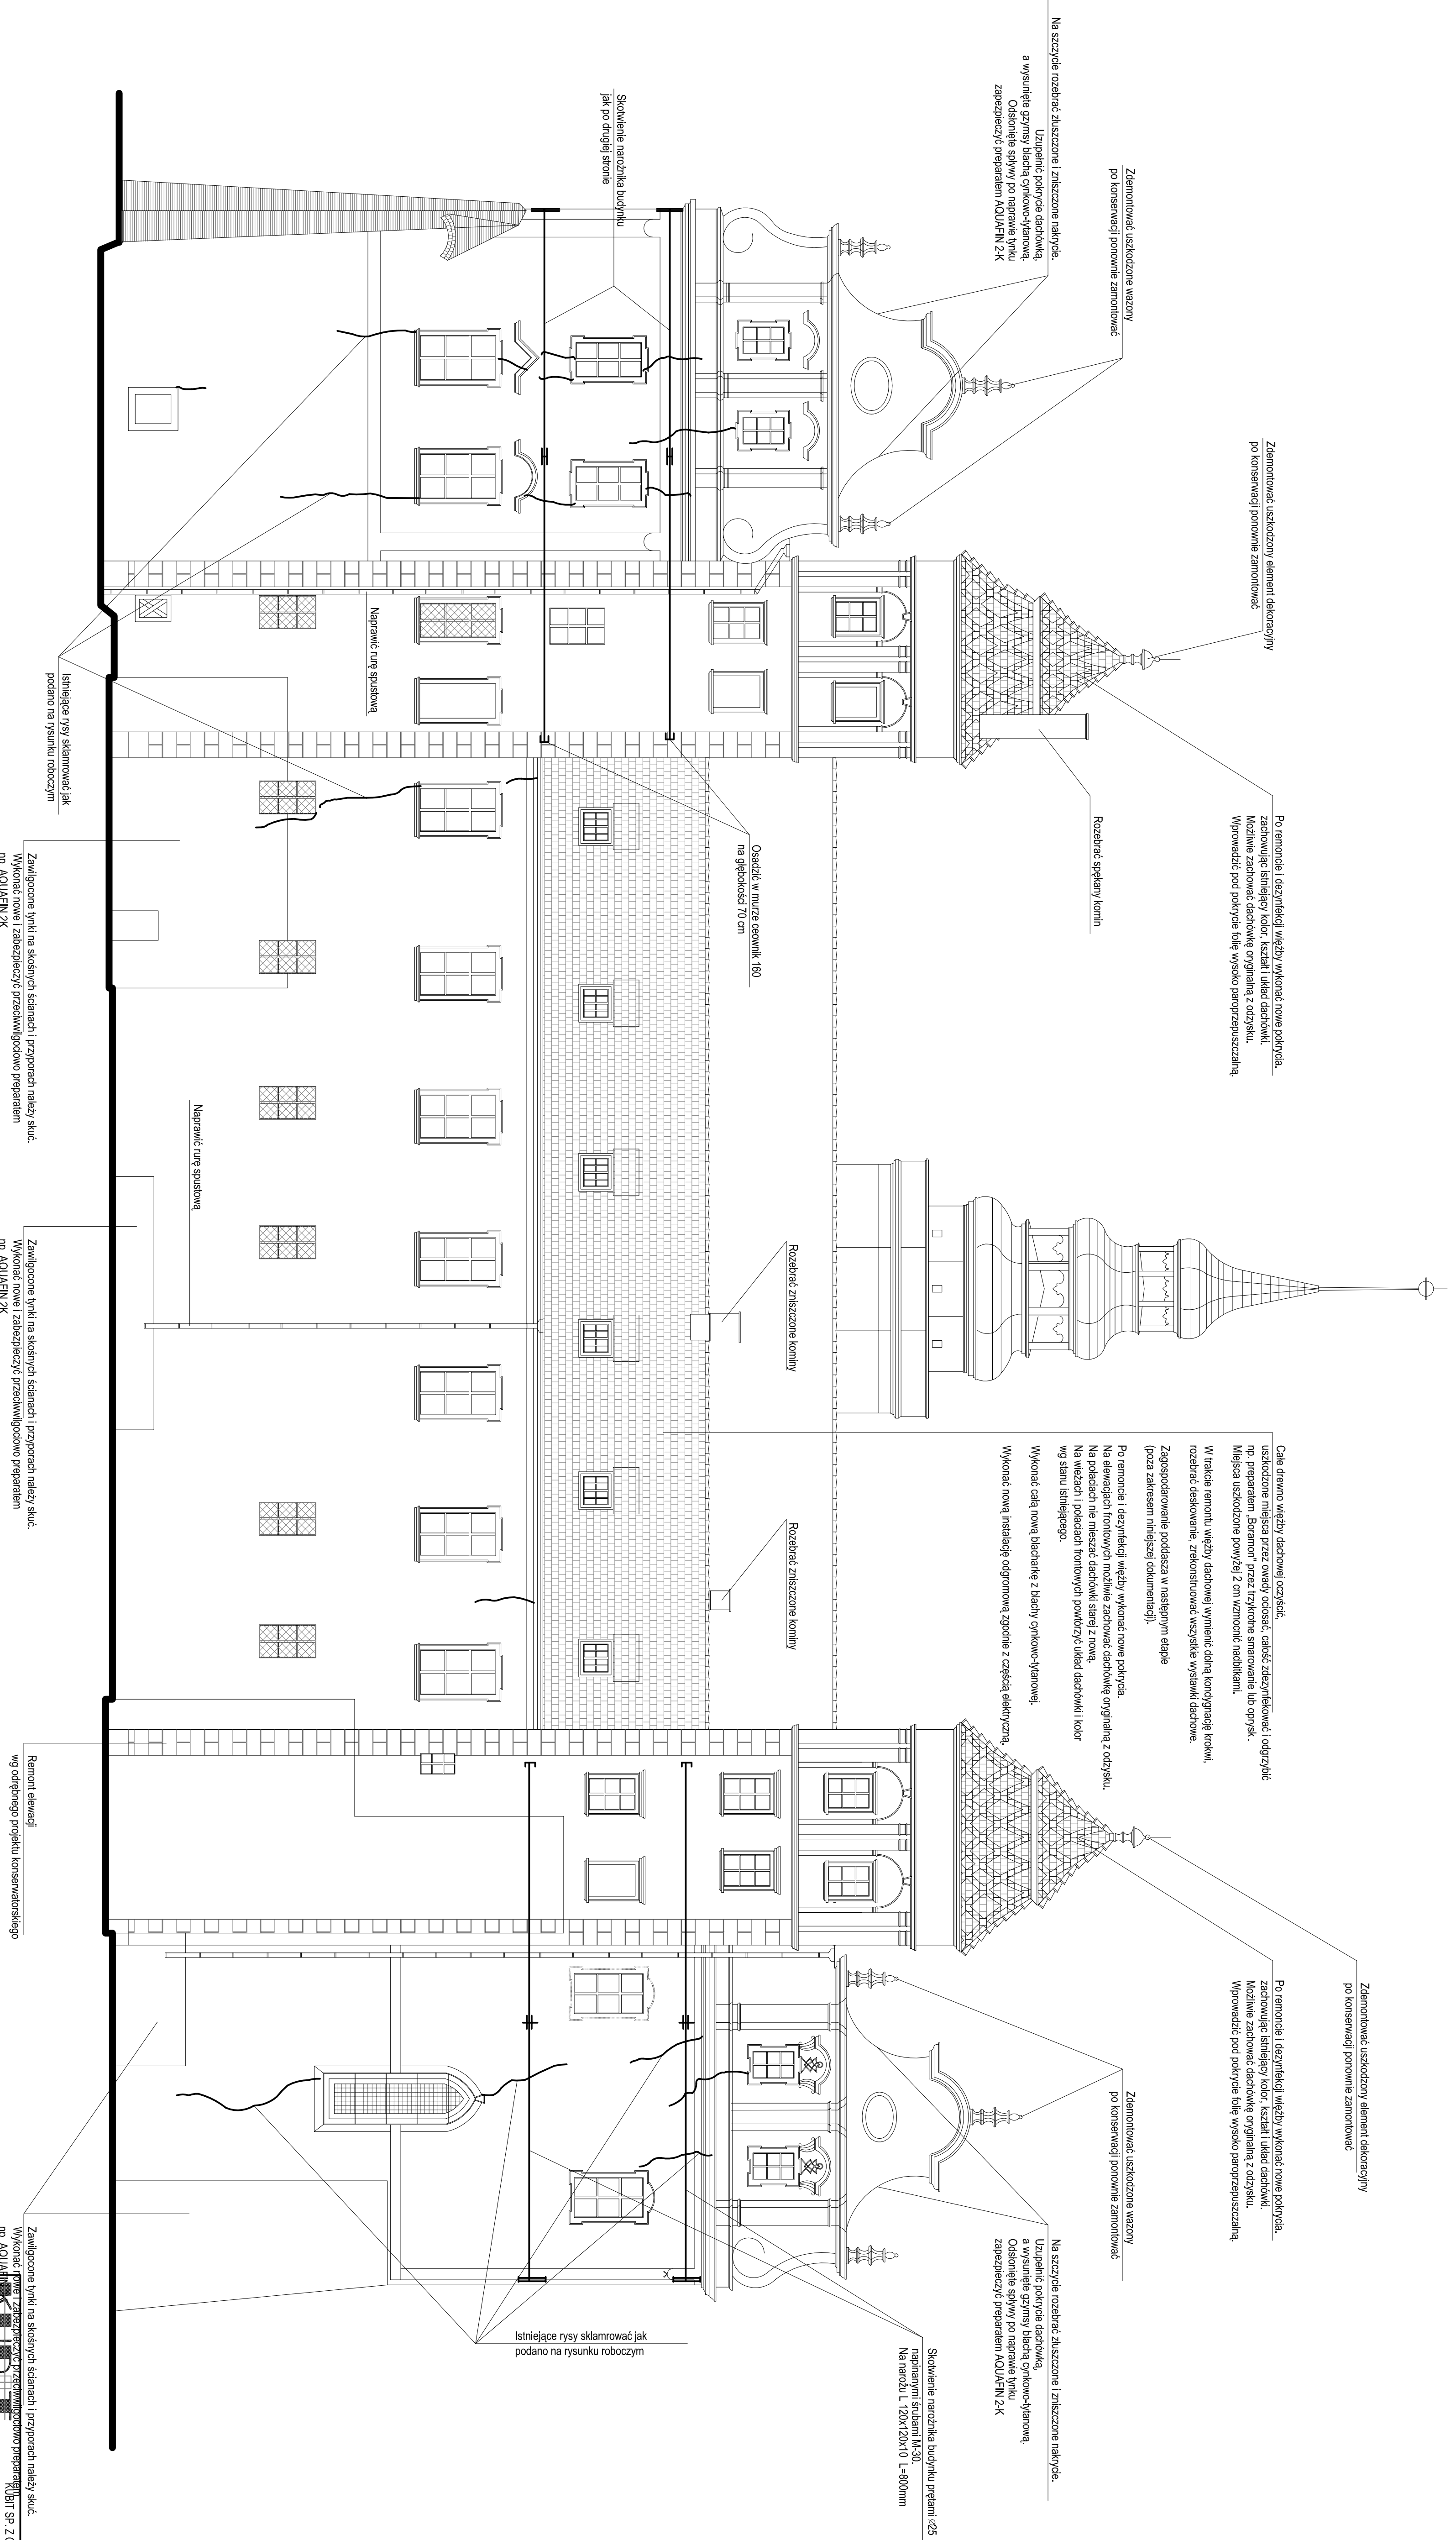 Na szczycie rozebrać złuszczone i zniszczone nakrycie.
Uzupełnić pokrycie dachówką,
a wysunięte gzymsy blachą cynkowo-tytanową.
Odsłonięte spływy po naprawie tynku
zapezpieczyć preparatem AQUAFIN 2-K
Zdemontować uszkodzone wazony
po konserwacji ponownie zamontować
Skotwienie narożnika budynku
jak po drugiej stronie
Zdemontować uszkodzony element dekoracyjny
po konserwacji ponownie zamontować
Po remoncie i dezynfekcji więźby wykonać nowe pokrycia.
zachowując istniejący kolor, kształt i układ dachówki.
Możliwie zachować dachówkę oryginalną z odzysku.
Wprowadzić pod pokrycie folię wysoko paroprzepuszczalną.
Rozebrać spękany komin
Osadzić w murze ceownik 160
na głębokości 70 cm
Naprawić rurę spustową
Istniejące rysy sklamrować jak
podano na rysunku roboczym
Zawilgocone tynki na skośnych ścianach i przyporach należy skuć.
Wykonać nowe i zabezpieczyć przeciwwilgociowo preparatem
np. AQUAFIN 2K
Naprawić rurę spustową
Zawilgocone tynki na skośnych ścianach i przyporach należy skuć.
Wykonać nowe i zabezpieczyć przeciwwilgociowo preparatem
np. AQUAFIN 2K
Rozebrać zniszczone kominy
Rozebrać zniszczone kominy
Całe drewno więźby dachowej oczyścić,
uszkodzone miejsca przez owady ociosać, całość zdezynfekować i odgrzybić
np. preparatem „Boramon" przez trzykrotne smarowanie lub oprysk.
Miejsca uszkodzone powyżej 2 cm wzmocnić nadbitkami.
W trakcie remontu więźby dachowej wymienić dolną kondygnację krokwi,
rozebrać deskowanie, zrekonstruować wszystkie wystawki dachowe.
Zagospodarowanie poddasza w następnym etapie
(poza zakresem niniejszej dokumentacji).
Po remoncie i dezynfekcji więźby wykonać nowe pokrycia.
Na elewacjach frontowych możliwie zachować dachówkę oryginalną z odzysku.
Na połaciach nie mieszać dachówki starej z nową.
Na wieżach i połaciach frontowych powtórzyć układ dachówki i kolor
wg stanu istniejącego.
Wykonać całą nową blacharkę z blachy cynkowo-tytanowej.
Wykonać nową instalację odgromową zgodnie z częścią elektryczną.
Remont elewacji
wg odrębnego projektu konserwatorskiego
Zdemontować uszkodzony element dekoracyjny
po konserwacji ponownie zamontować
Po remoncie i dezynfekcji więźby wykonać nowe pokrycia.
zachowując istniejący kolor, kształt i układ dachówki.
Możliwie zachować dachówkę oryginalną z odzysku.
Wprowadzić pod pokrycie folię wysoko paroprzepuszczalną.
Zdemontować uszkodzone wazony
po konserwacji ponownie zamontować
Na szczycie rozebrać złuszczone i zniszczone nakrycie.
Uzupełnić pokrycie dachówką,
a wysunięte gzymsy blachą cynkowo-tytanową.
Odsłonięte spływy po naprawie tynku
zapezpieczyć preparatem AQUAFIN 2-K
Skotwienie narożnika budynku prętami ⌀25
napinanymi śrubami M-30.
Na narożu L 120x120x10 L=800mm
Istniejące rysy sklamrować jak
podano na rysunku roboczym
Zawilgocone tynki na skośnych ścianach i przyporach należy skuć.
Wykonać nowe i zabezpieczyć przeciwwilgociowo preparatem
np. AQUAFIN
KUBIT SP. Z